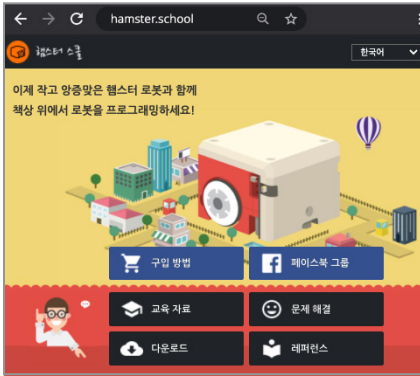 hamster.school
햄스터 스쿨
한국어
이제 작고 앙증맞은 햄스터 로봇과 함께
책상 위에서 로봇을 프로그래밍하세요!
구입 방법
페이스북 그룹
교육 자료
문제 해결
다운로드
레퍼런스